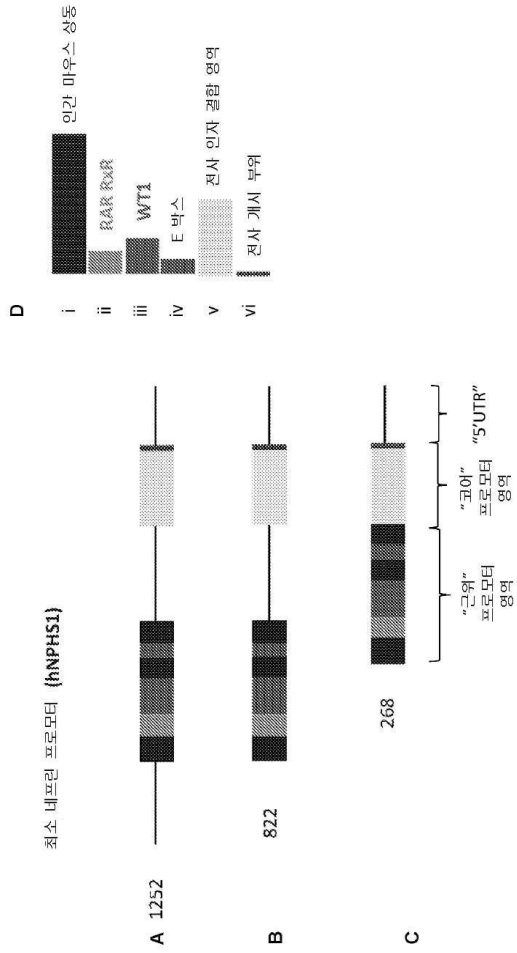 최소 네프린 프로모터 (hNPHS1)
A
1252
B
822
C
268
"근위"
프로모터
영역
"코어"
프로모터
영역
"5'UTR"
D
i
인간 마우스 상동
ii
RAR RxR
iii
WT1
iv
E 박스
v
전사 인자 결합 영역
vi
전사 개시 부위